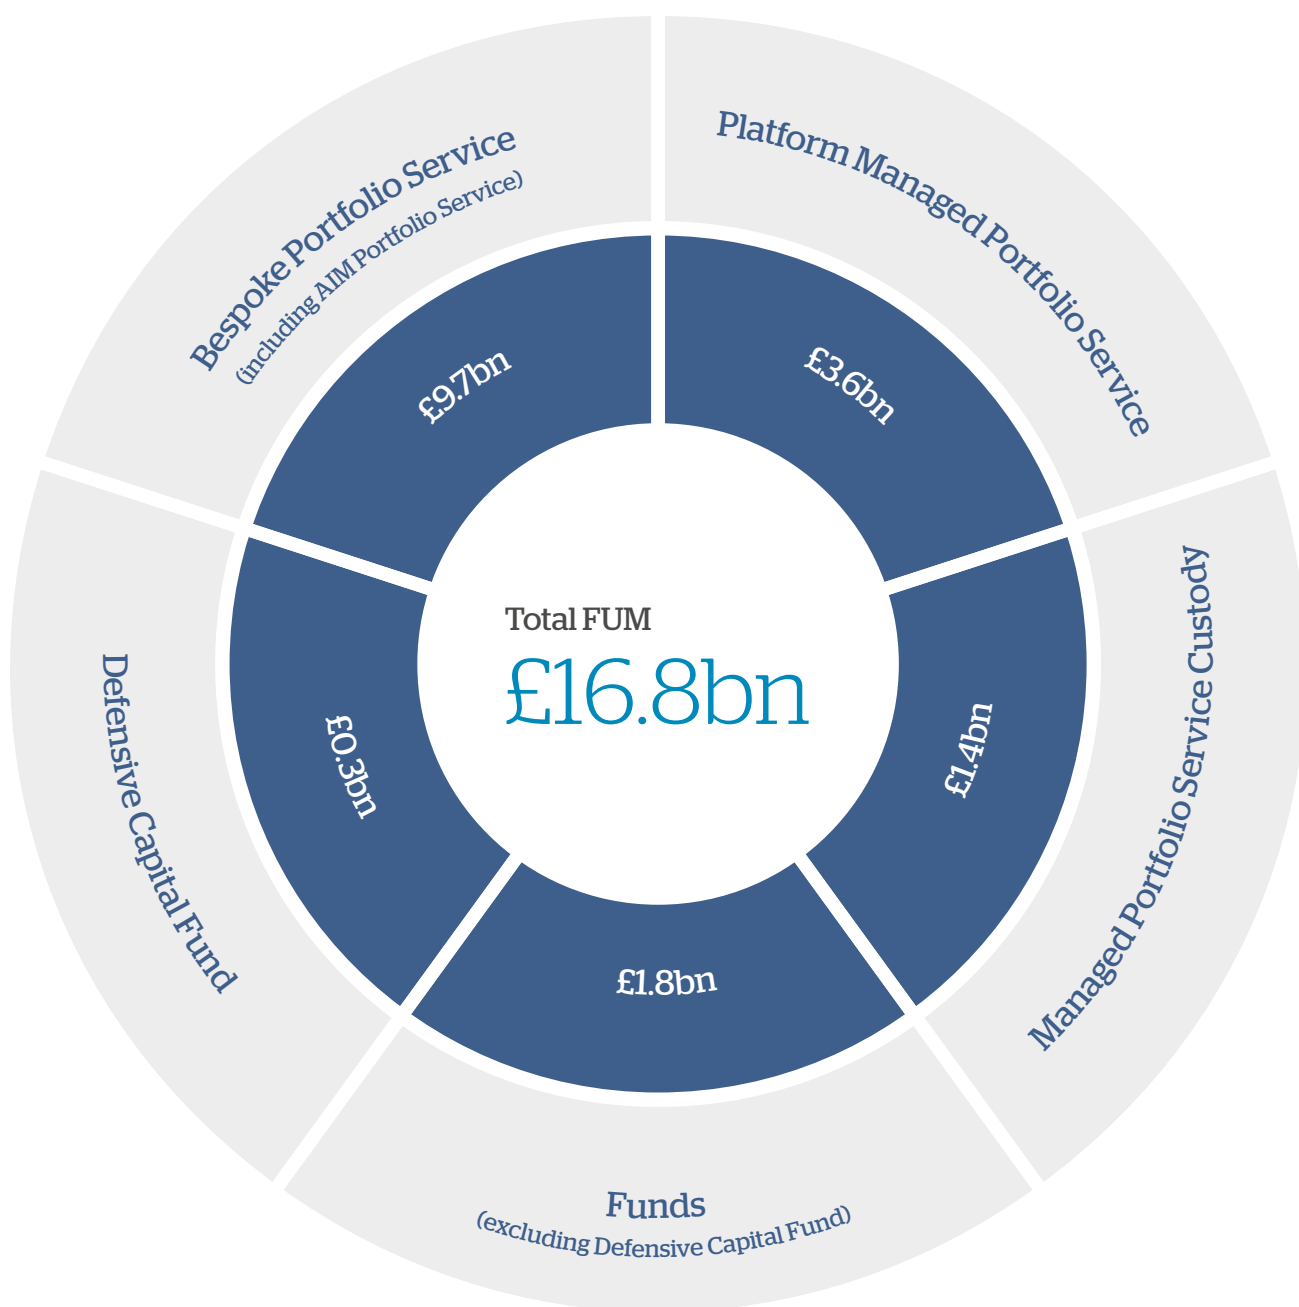 Platform Managed Portfolio Service
£3.6bn
Managed Portfolio Service Custody
£1.4bn
Funds
(excluding Defensive Capital Fund)
£1.8bn
Defensive Capital Fund
£0.3bn
Bespoke Portfolio Service
(including AIM Portfolio Service)
£9.7bn
Total FUM
£16.8bn